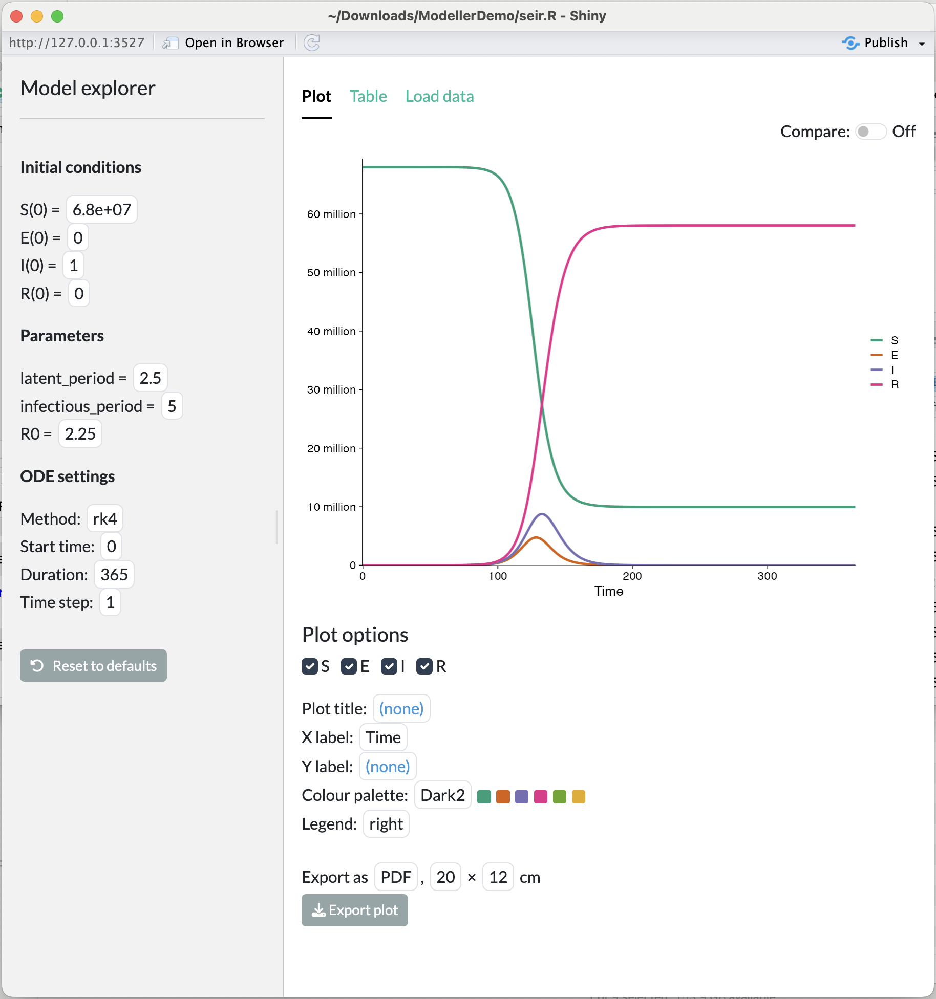 ~/Downloads/ModellerDemo/seir.R - Shiny
http://127.0.0.1:3527 Open in Browser Publish
Model explorer
Initial conditions
S(0) = 6.8e+07
E(0) = 0
I(0) = 1
R(0) = 0
Parameters
latent_period = 2.5
infectious_period = 5
R0 = 2.25
ODE settings
Method: rk4
Start time: 0
Duration: 365
Time step: 1
Reset to defaults
Plot Table Load data
Compare: Off
60 million
50 million
40 million
30 million
20 million
10 million
0
0 100 200 300
Time
S
E
I
R
Plot options
S E I R
Plot title: (none)
X label: Time
Y label: (none)
Colour palette: Dark2
Legend: right
Export as PDF , 20 × 12 cm
Export plot